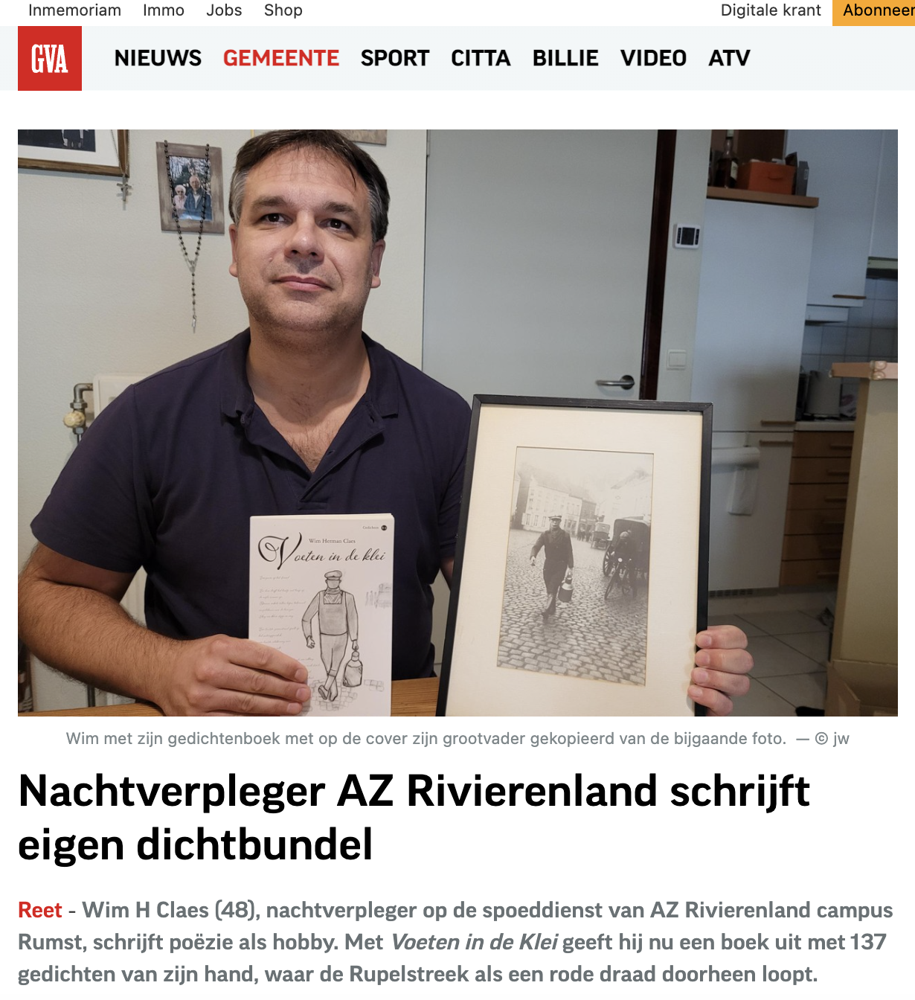 Inmemoriam Immo Jobs Shop Digitale krant Abonneer
GVA NIEUWS GEMEENTE SPORT CITTA BILLIE VIDEO ATV
Gedichten
Wim Herman Claes
Voeten in de klei
Wim met zijn gedichtenboek met op de cover zijn grootvader gekopieerd van de bijgaande foto. — © jw
Nachtverpleger AZ Rivierenland schrijft
eigen dichtbundel
Reet - Wim H Claes (48), nachtverpleger op de spoeddienst van AZ Rivierenland campus
Rumst, schrijft poëzie als hobby. Met Voeten in de Klei geeft hij nu een boek uit met 137
gedichten van zijn hand, waar de Rupelstreek als een rode draad doorheen loopt.